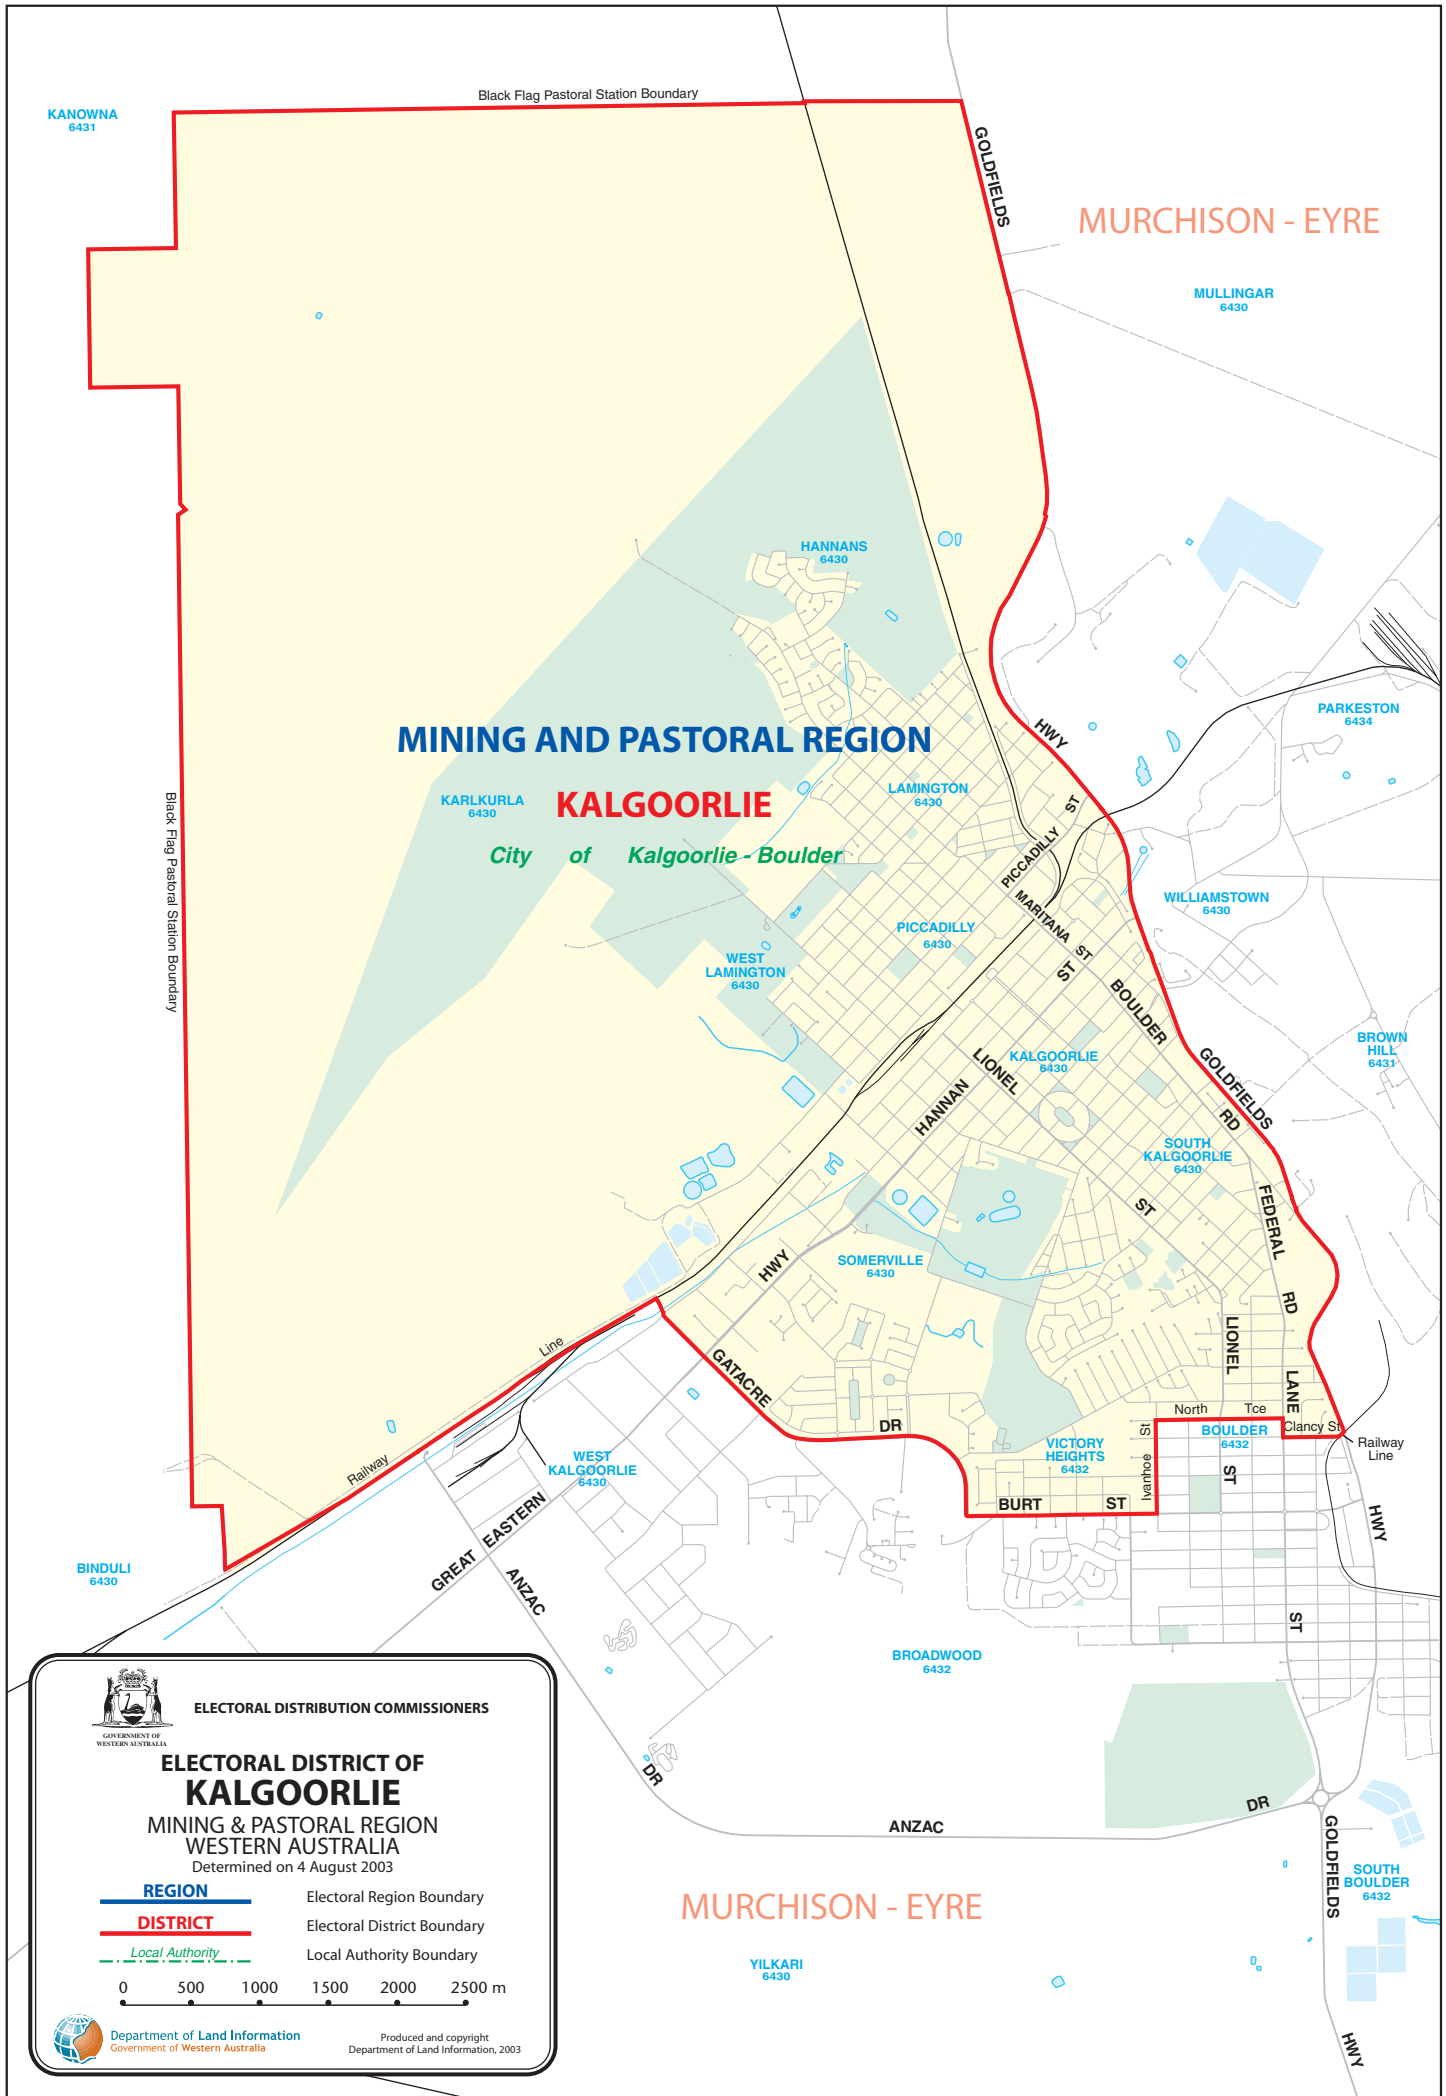 Black Flag Pastoral Station Boundary
KANOWNA
6431
GOLDFIELDS
MURCHISON - EYRE
MULLINGAR
6430
HANNANS
6430
PARKESTON
6434
HWY
MINING AND PASTORAL REGION
KARLKURLA
6430
KALGOORLIE
LAMINGTON
6430
City of Kalgoorlie - Boulder
PICCADILLY ST
Black Flag Pastoral Station Boundary
WILLIAMSTOWN
6430
MARITANA ST
PICCADILLY
6430
WEST
LAMINGTON
6430
ST
BOULDER
BROWN
HILL
6431
KALGOORLIE
6430
LIONEL
GOLDFIELDS
HANNAN
RD
SOUTH
KALGOORLIE
6430
FEDERAL
ST
HWY
SOMERVILLE
6430
RD
LIONEL
Line
GATACRE
LANE
North Tce
DR
St
BOULDER
6432
Clancy St
Railway
Line
VICTORY
HEIGHTS
6432
WEST
KALGOORLIE
6430
Railway
Ivanhoe
ST
BURT ST
HWY
GREAT EASTERN
BINDULI
6430
ANZAC
ST
BROADWOOD
6432
DR
DR
ANZAC
GOLDFIELDS
SOUTH
BOULDER
6432
MURCHISON - EYRE
YILKARI
6430
HWY
GOVERNMENT OF
WESTERN AUSTRALIA
ELECTORAL DISTRIBUTION COMMISSIONERS
ELECTORAL DISTRICT OF
KALGOORLIE
MINING & PASTORAL REGION
WESTERN AUSTRALIA
Determined on 4 August 2003
REGION Electoral Region Boundary
DISTRICT Electoral District Boundary
Local Authority Local Authority Boundary
0 500 1000 1500 2000 2500 m
Department of Land Information
Government of Western Australia
Produced and copyright
Department of Land Information, 2003